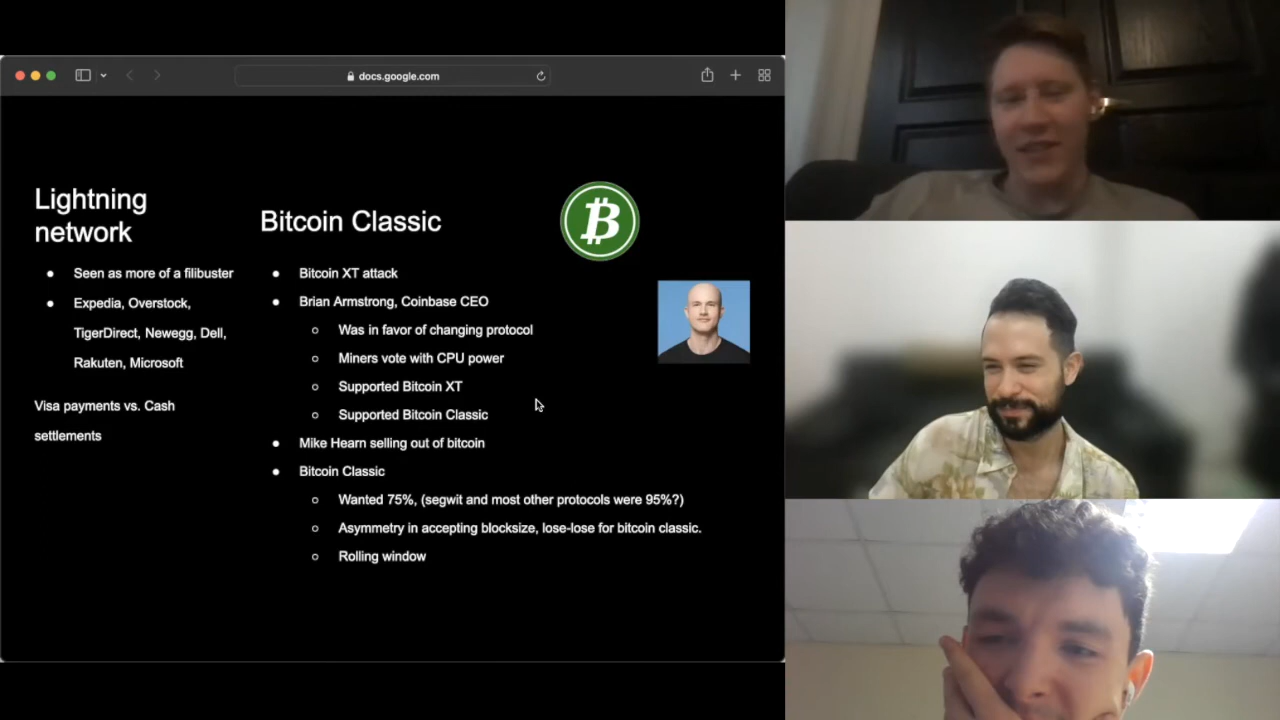 docs.google.com
Lightning
network
Seen as more of a filibuster
Expedia, Overstock,
TigerDirect, Newegg, Dell,
Rakuten, Microsoft
Visa payments vs. Cash
settlements
Bitcoin Classic
Bitcoin XT attack
Brian Armstrong, Coinbase CEO
Was in favor of changing protocol
Miners vote with CPU power
Supported Bitcoin XT
Supported Bitcoin Classic
Mike Hearn selling out of bitcoin
Bitcoin Classic
Wanted 75%, (segwit and most other protocols were 95%?)
Asymmetry in accepting blocksize, lose-lose for bitcoin classic.
Rolling window